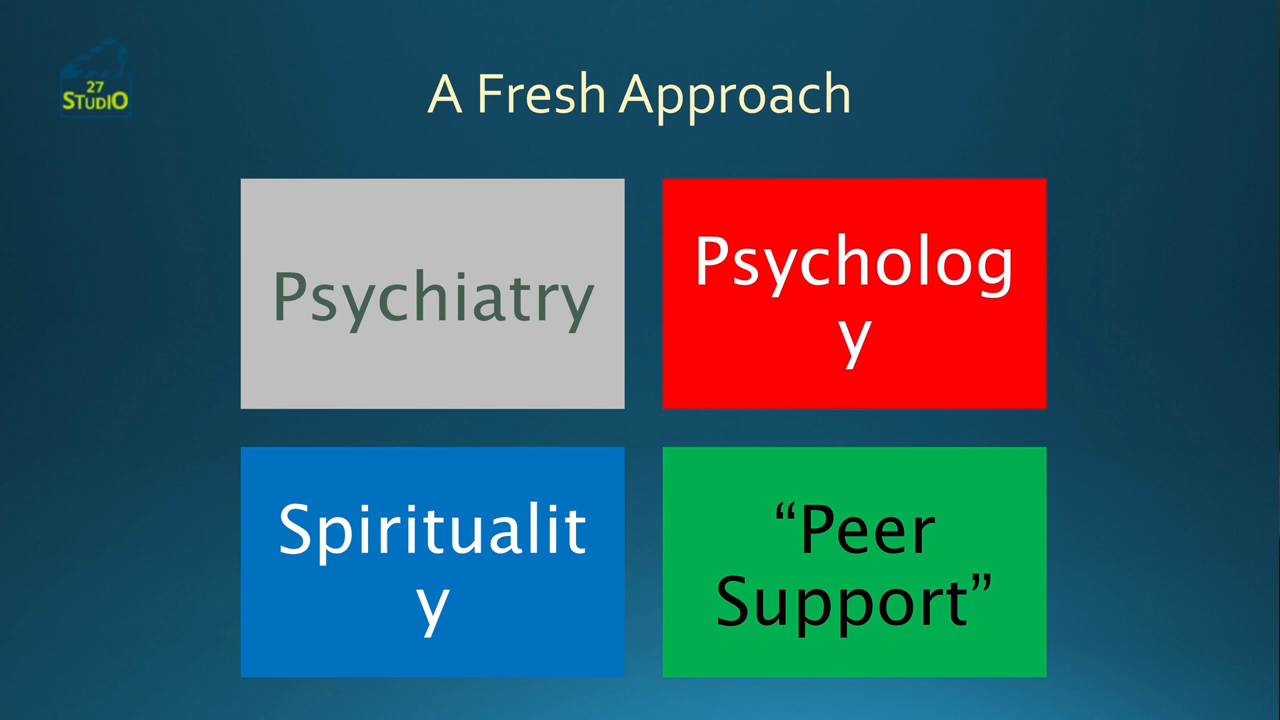 27
STUDIO
A Fresh Approach
Psychiatry
Psycholog
y
Spiritualit
y
“Peer
Support”